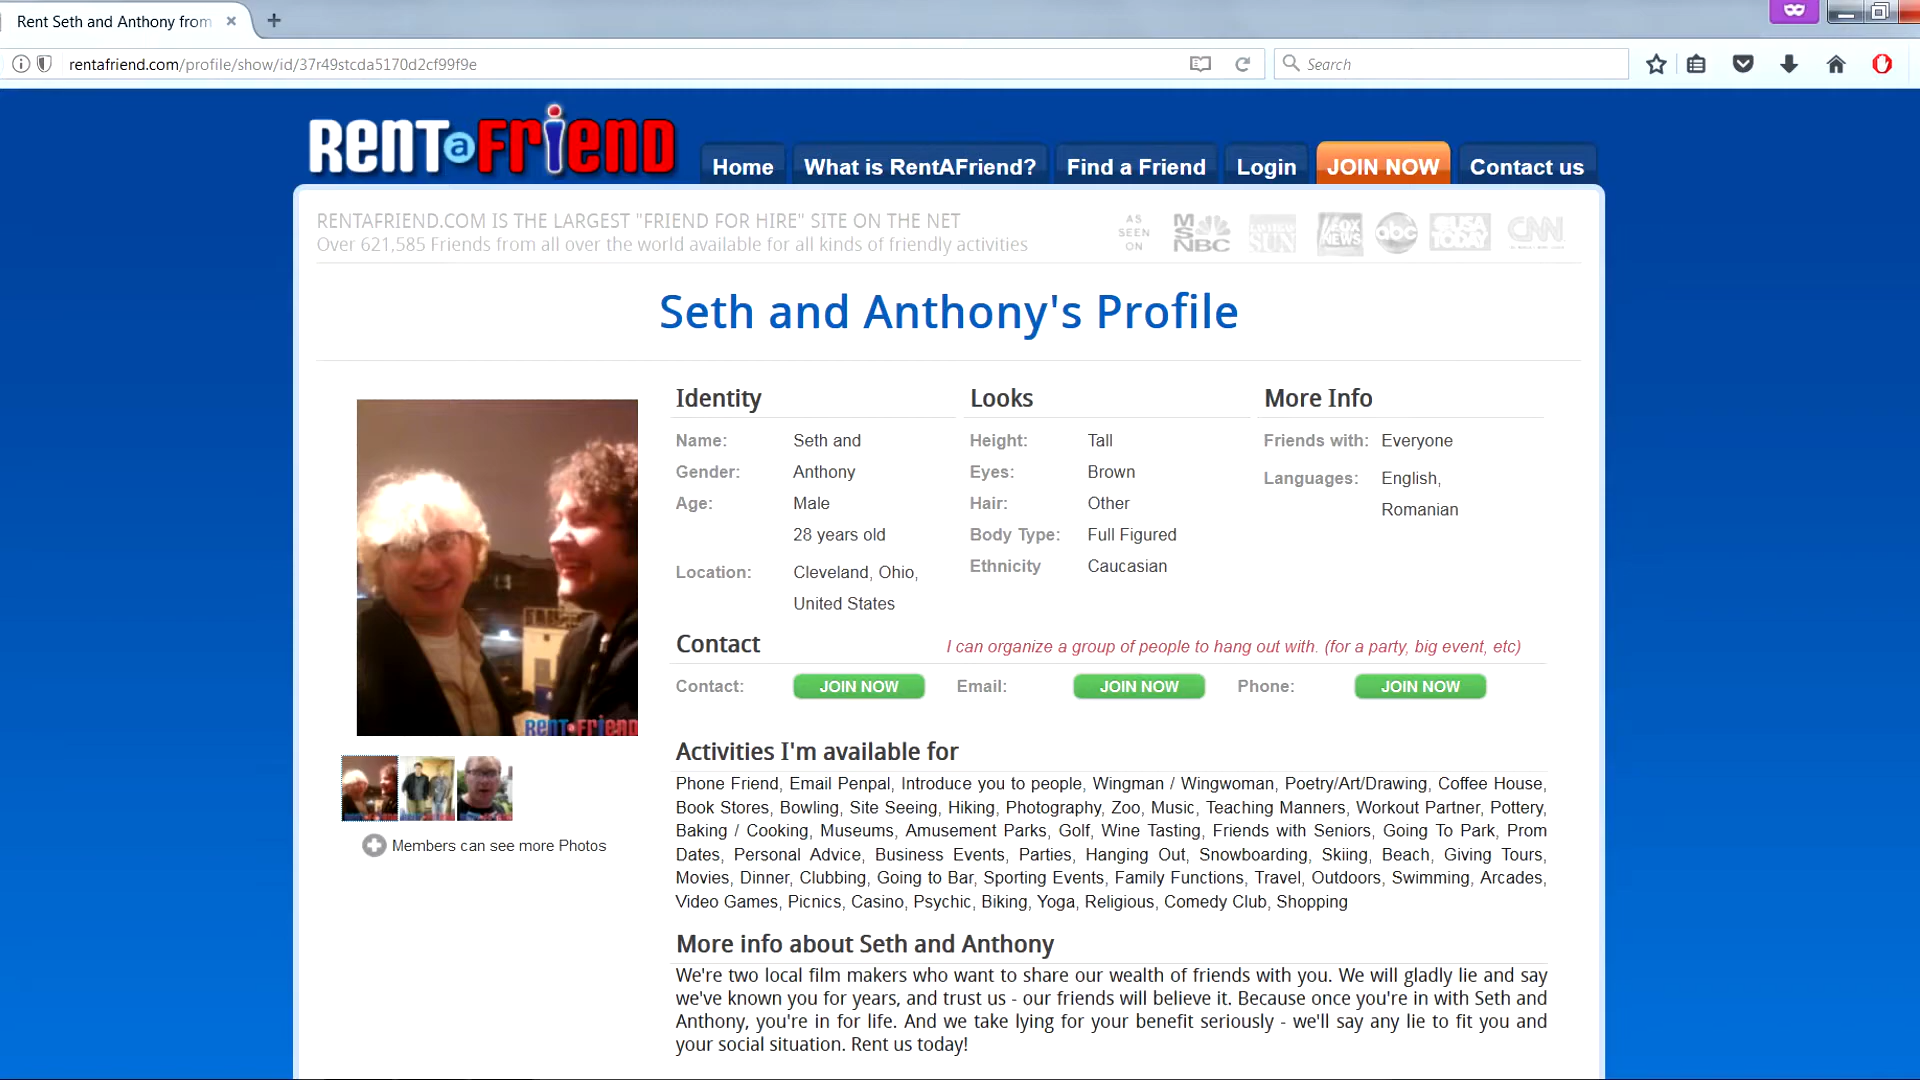 Rent Seth and Anthony from
rentafriend.com/profile/show/id/37r49stcda5170d2cf99f9e
Search
RENT a FRiEND
Home
What is RentAFriend?
Find a Friend
Login
JOIN NOW
Contact us
RENTAFRIEND.COM IS THE LARGEST "FRIEND FOR HIRE" SITE ON THE NET
Over 621,585 Friends from all over the world available for all kinds of friendly activities
AS
SEEN
ON
MSNBC
SUN
FOX
NEWS
abc
USA
TODAY
CNN
Seth and Anthony's Profile
Identity
Name: Seth and
Gender: Anthony
Age: Male
28 years old
Location: Cleveland, Ohio,
United States
Looks
Height: Tall
Eyes: Brown
Hair: Other
Body Type: Full Figured
Ethnicity Caucasian
More Info
Friends with: Everyone
Languages: English,
Romanian
RENT a FRiEND
Contact
I can organize a group of people to hang out with. (for a party, big event, etc)
Contact: JOIN NOW Email: JOIN NOW Phone: JOIN NOW
Members can see more Photos
Activities I'm available for
Phone Friend, Email Penpal, Introduce you to people, Wingman / Wingwoman, Poetry/Art/Drawing, Coffee House,
Book Stores, Bowling, Site Seeing, Hiking, Photography, Zoo, Music, Teaching Manners, Workout Partner, Pottery,
Baking / Cooking, Museums, Amusement Parks, Golf, Wine Tasting, Friends with Seniors, Going To Park, Prom
Dates, Personal Advice, Business Events, Parties, Hanging Out, Snowboarding, Skiing, Beach, Giving Tours,
Movies, Dinner, Clubbing, Going to Bar, Sporting Events, Family Functions, Travel, Outdoors, Swimming, Arcades,
Video Games, Picnics, Casino, Psychic, Biking, Yoga, Religious, Comedy Club, Shopping
More info about Seth and Anthony
We're two local film makers who want to share our wealth of friends with you. We will gladly lie and say
we've known you for years, and trust us - our friends will believe it. Because once you're in with Seth and
Anthony, you're in for life. And we take lying for your benefit seriously - we'll say any lie to fit you and
your social situation. Rent us today!